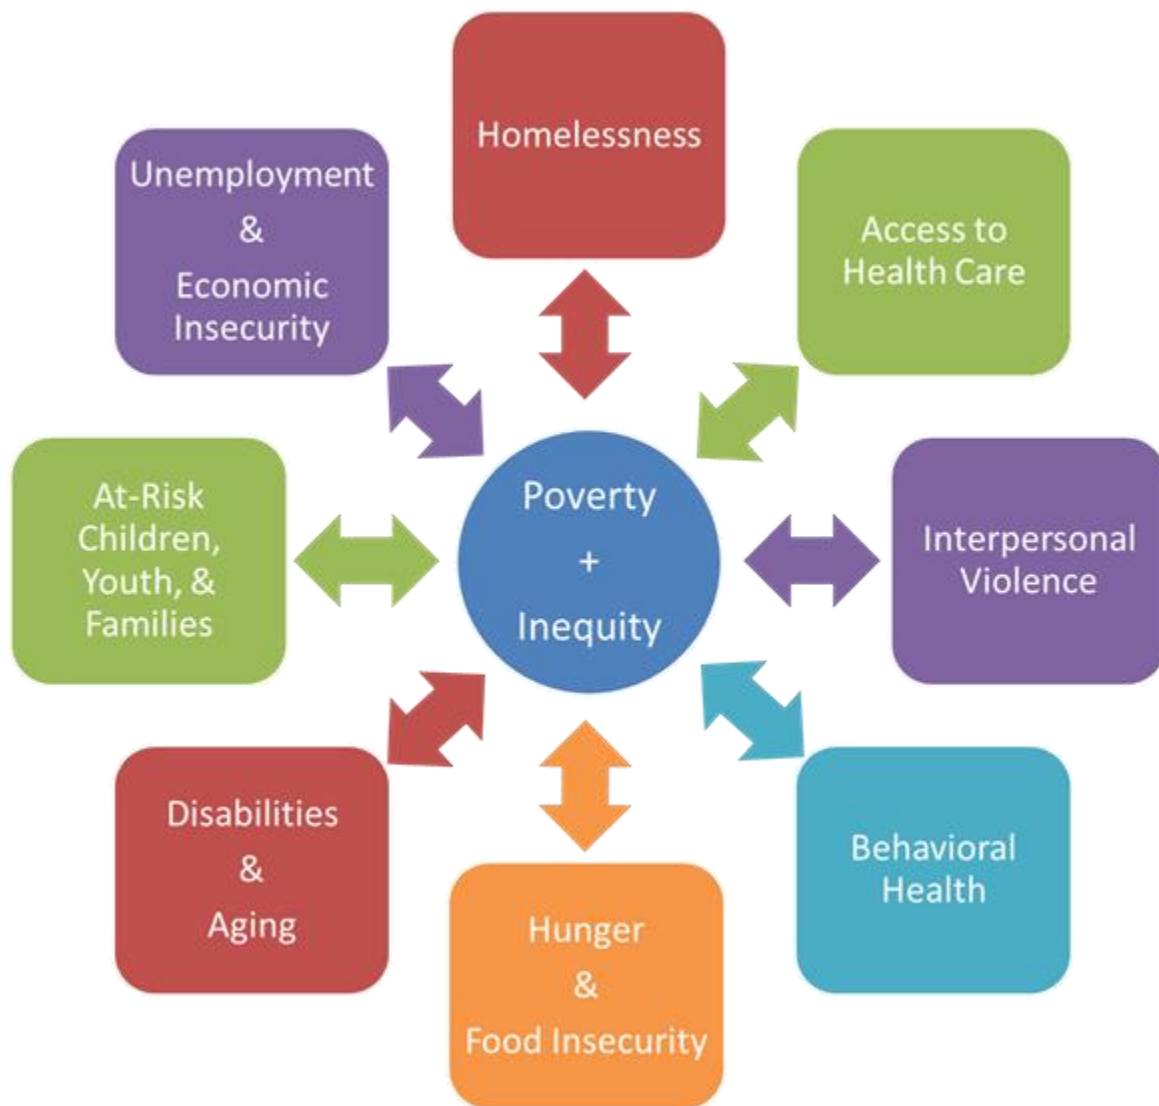 Homelessness
Access to
Health Care
Interpersonal
Violence
Behavioral
Health
Hunger
&
Food Insecurity
Disabilities
&
Aging
At-Risk
Children,
Youth, &
Families
Unemployment
&
Economic
Insecurity
Poverty
+
Inequity